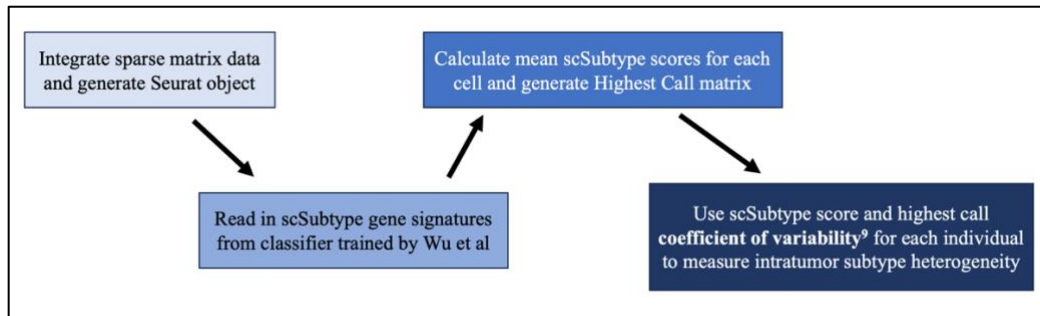 Integrate sparse matrix data
and generate Seurat object
Read in scSubtype gene signatures
from classifier trained by Wu et al
Calculate mean scSubtype scores for each
cell and generate Highest Call matrix
Use scSubtype score and highest call
coefficient of variability⁹ for each individual
to measure intratumor subtype heterogeneity